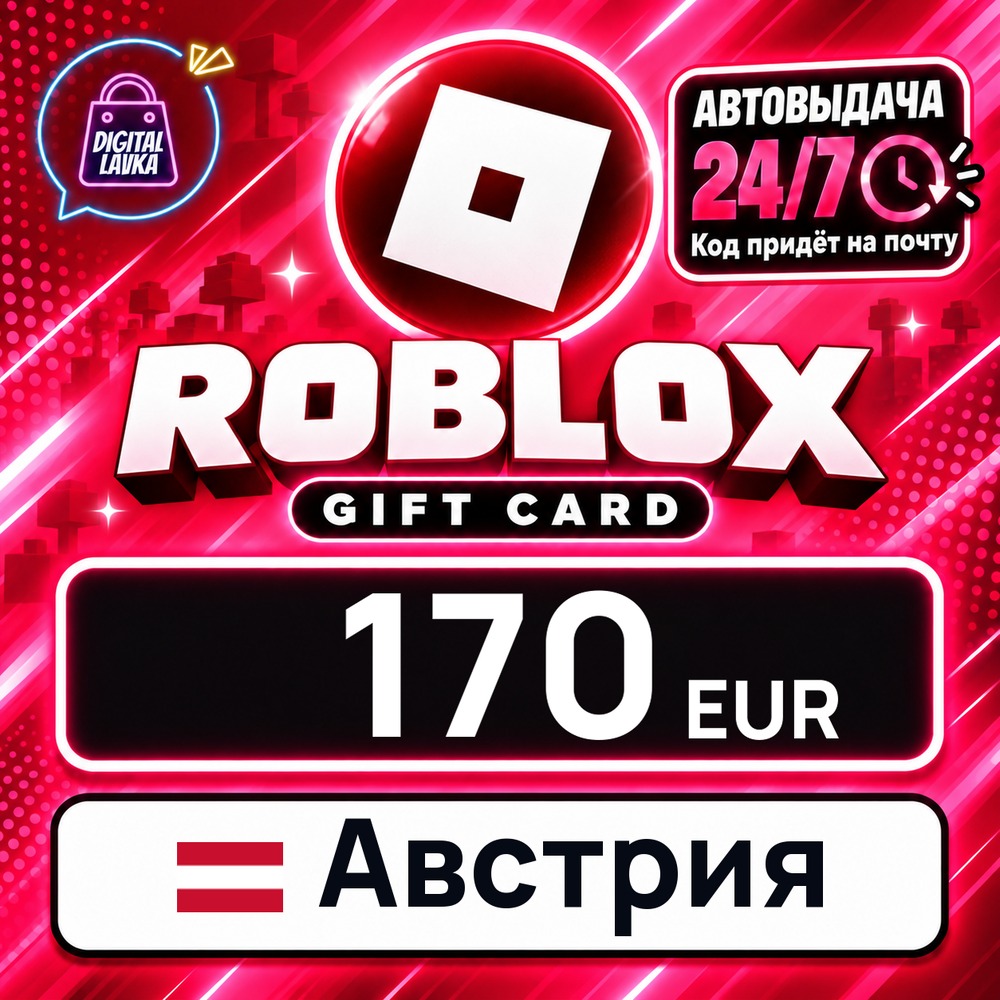 DIGITAL
LAVKA
АВТОВЫДАЧА
24/7
Код придёт на почту
ROBLOX
GIFT CARD
170 EUR
Австрия